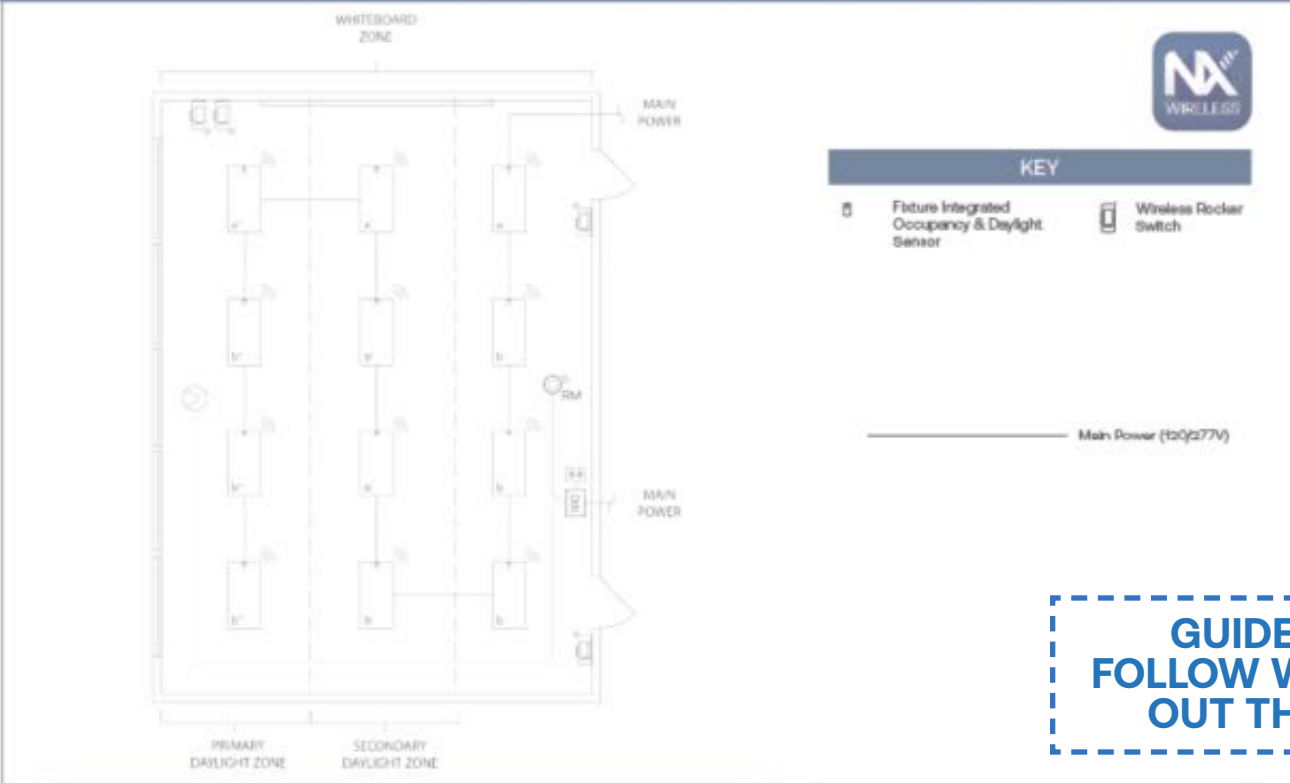 WHITEBOARD
ZONE
MAIN
POWER
NX
WIRELESS
KEY
Fixture Integrated
Occupancy & Daylight
Sensor
Wireless Rocker
Switch
RM
Main Power (120/277V)
MAIN
POWER
GUIDE
FOLLOW W
OUT TH
PRIMARY
DAYLIGHT ZONE
SECONDARY
DAYLIGHT ZONE